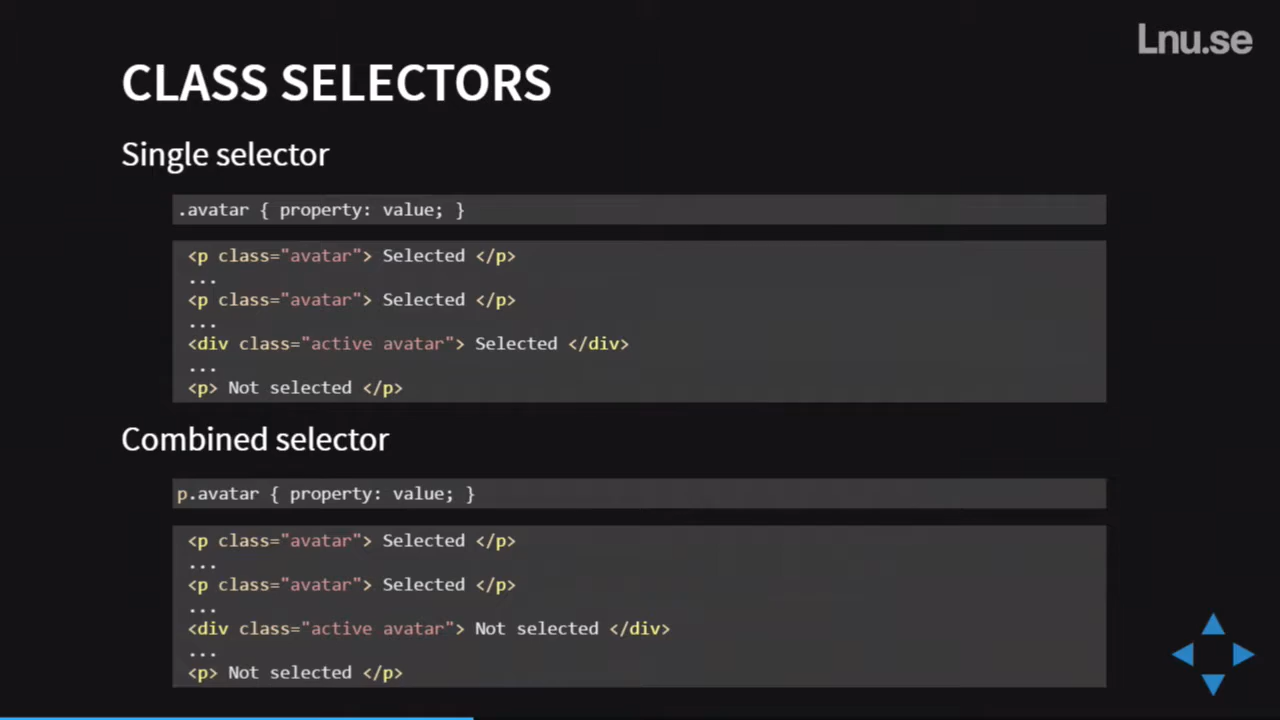 Lnu.se
CLASS SELECTORS
Single selector
.avatar { property: value; }
<p class="avatar"> Selected </p>
...
<p class="avatar"> Selected </p>
...
<div class="active avatar"> Selected </div>
...
<p> Not selected </p>
Combined selector
p.avatar { property: value; }
<p class="avatar"> Selected </p>
...
<p class="avatar"> Selected </p>
...
<div class="active avatar"> Not selected </div>
...
<p> Not selected </p>